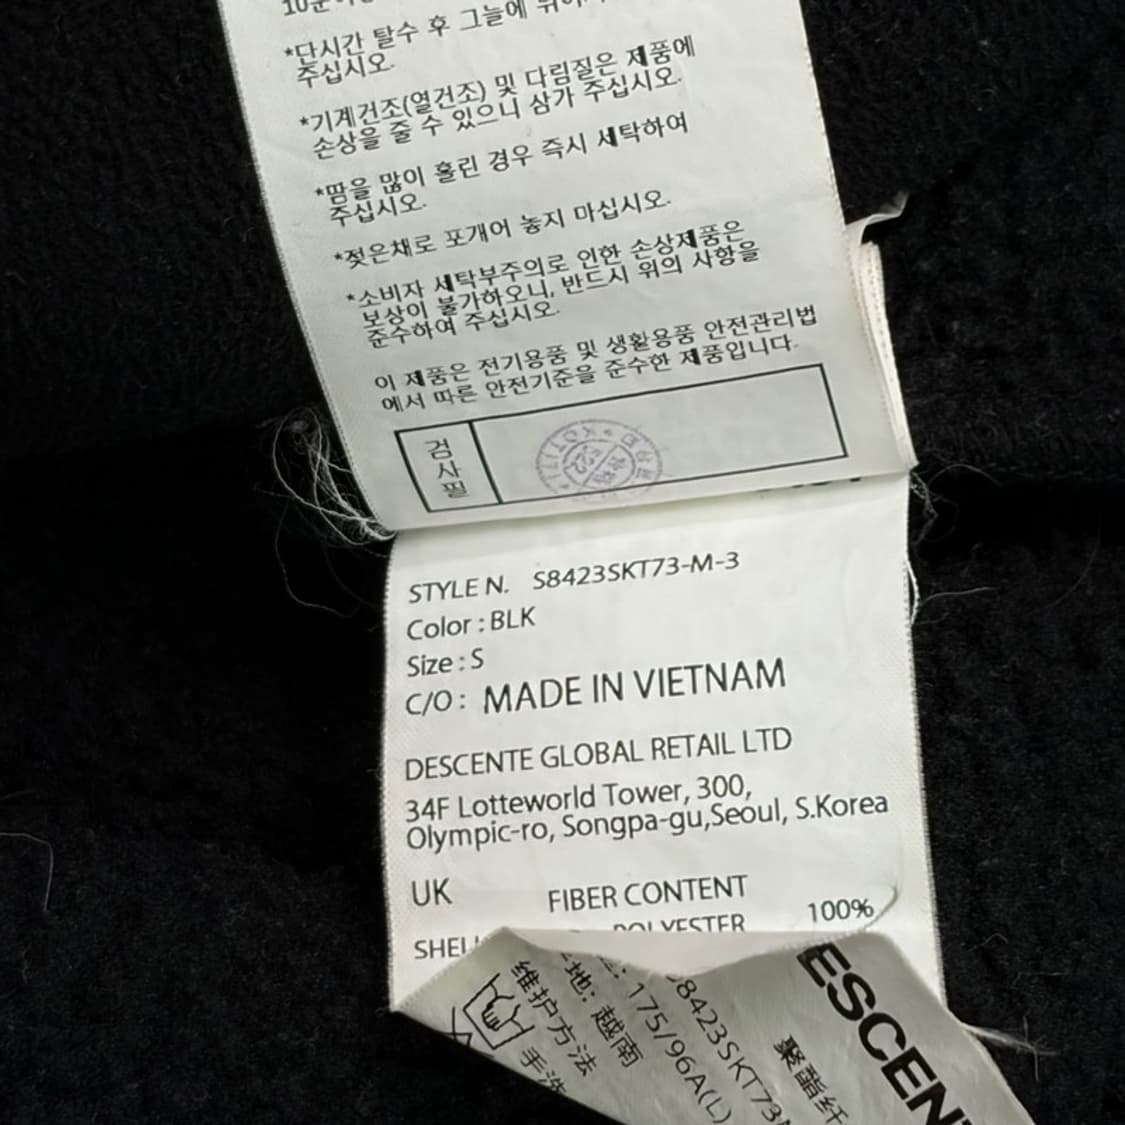 *단시간 탈수 후 그늘에
주십시오.
*기계건조(열건조) 및 다림질은 제품에
손상을 줄 수 있으니 삼가 주십시오.
*땀을 많이 흘린 경우 즉시 세탁하여
주십시오.
*젖은채로 포개어 놓지 마십시오.
*소비자 세탁부주의로 인한 손상제품은
보상이 불가하오니, 반드시 위의 사항을
준수하여 주십시오.
이 제품은 전기용품 및 생활용품 안전관리법
에서 따른 안전기준을 준수한 제품입니다.
검사필
STYLE N. S8423SKT73-M-3
Color : BLK
Size : S
C/O : MADE IN VIETNAM
DESCENTE GLOBAL RETAIL LTD
34F Lotteworld Tower, 300,
Olympic-ro, Songpa-gu,Seoul, S.Korea
UK FIBER CONTENT
SHELL POLYESTER 100%
ESCENT
聚酯纤
8423SKT73
: 175/96A(L)
地: 越南
维护方法
手洗